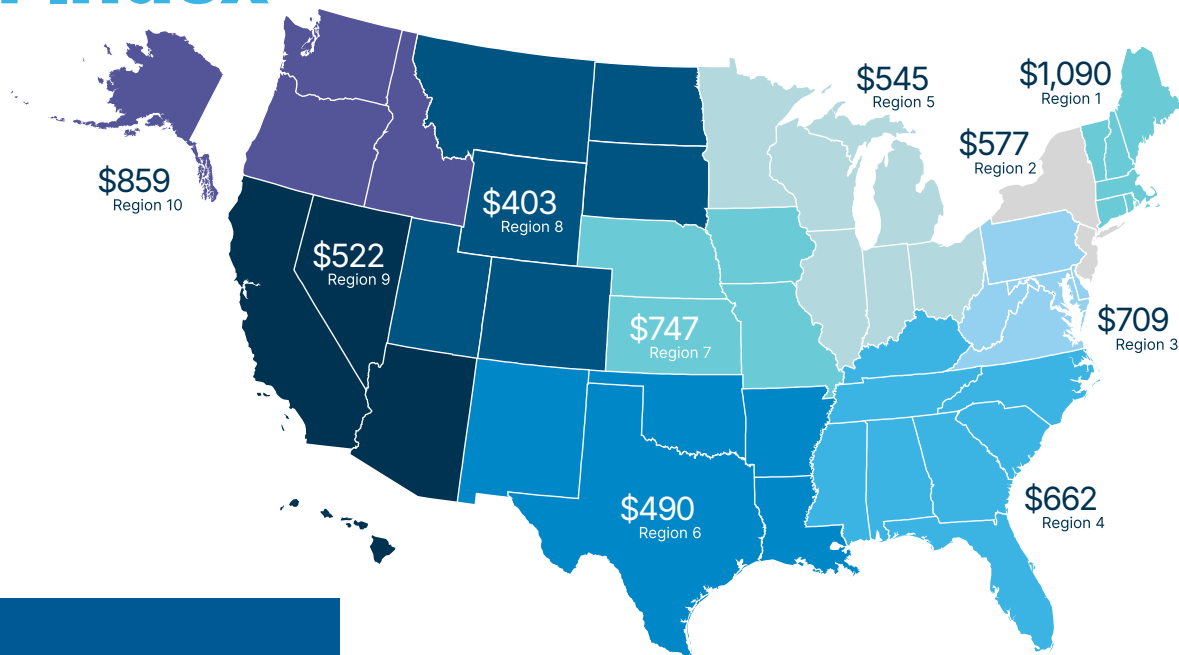 $545
Region 5
$1,090
Region 1
$577
Region 2
$859
Region 10
$403
Region 8
$522
Region 9
$747
Region 7
$709
Region 3
$490
Region 6
$662
Region 4